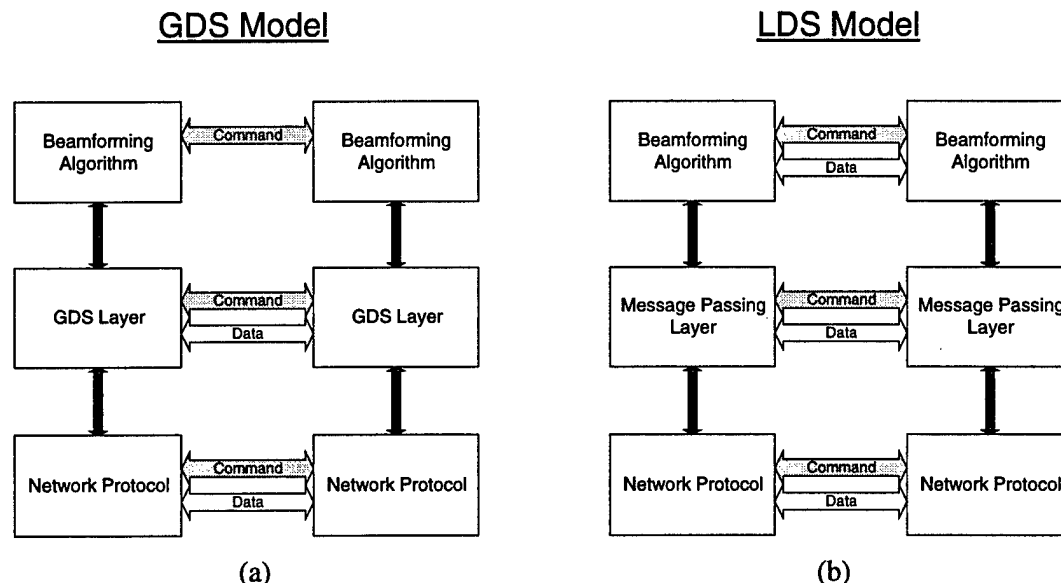 GDS Model
LDS Model
Beamforming
Algorithm
Command
Beamforming
Algorithm
GDS Layer
Command
Data
GDS Layer
Network Protocol
Command
Data
Network Protocol
(a)
Beamforming
Algorithm
Command
Data
Beamforming
Algorithm
Message Passing
Layer
Command
Data
Message Passing
Layer
Network Protocol
Command
Data
Network Protocol
(b)